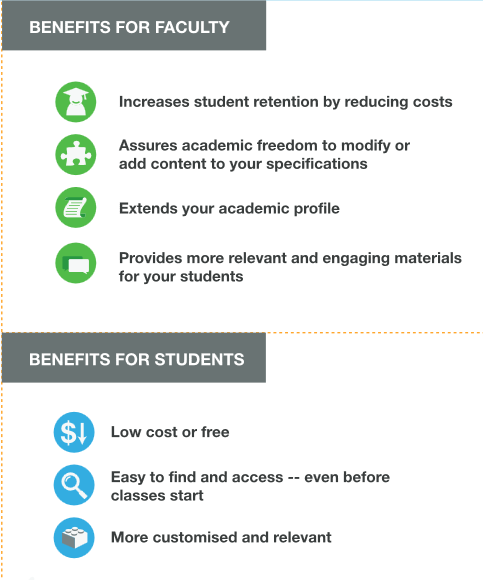 BENEFITS FOR FACULTY
Increases student retention by reducing costs
Assures academic freedom to modify or
add content to your specifications
Extends your academic profile
Provides more relevant and engaging materials
for your students
BENEFITS FOR STUDENTS
$
Low cost or free
Easy to find and access -- even before
classes start
More customised and relevant